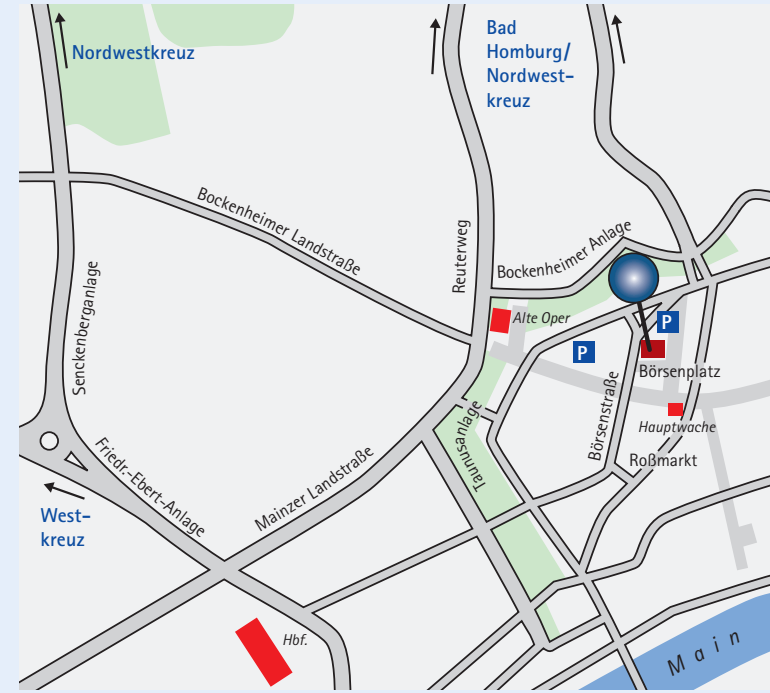 Nordwestkreuz
Bad
Homburg/
Nordwest-
kreuz
Bockenheimer Landstraße
Reuterweg
Bockenheimer Anlage
Senckenberganlage
Alte Oper
P
P
Börsenplatz
Börsenstraße
Hauptwache
Taunusanlage
Roßmarkt
Friedr.-Ebert-Anlage
Mainzer Landstraße
West-
kreuz
Hbf.
Main